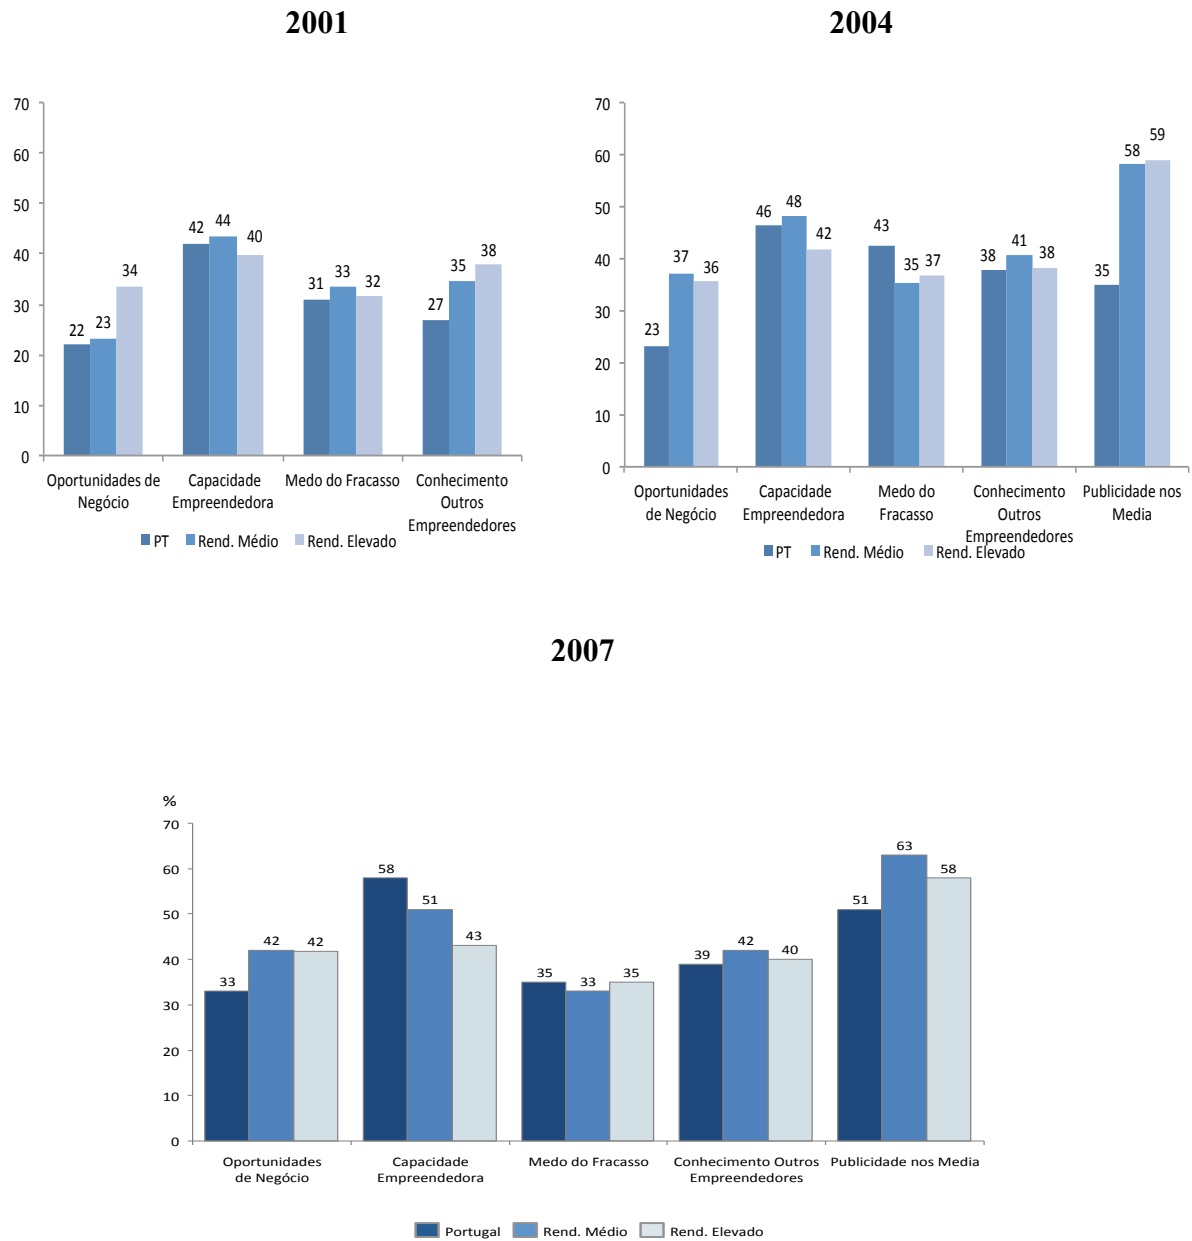 2001
2004
70
60
50
40
30
20
10
0
22
23
34
42
44
40
31
33
32
27
35
38
Oportunidades de
Negócio
Capacidade
Empreendedora
Medo do Fracasso
Conhecimento
Outros
Empreendedores
PT
Rend. Médio
Rend. Elevado
70
60
50
40
30
20
10
0
23
37
36
46
48
42
43
35
37
38
41
38
35
58
59
Oportunidades
de Negócio
Capacidade
Empreendedora
Medo do
Fracasso
Conhecimento
Outros
Empreendedores
Publicidade nos
Media
PT
Rend. Médio
Rend. Elevado
2007
%
70
60
50
40
30
20
10
0
33
42
42
58
51
43
35
33
35
39
42
40
51
63
58
Oportunidades
de Negócio
Capacidade
Empreendedora
Medo do Fracasso
Conhecimento Outros
Empreendedores
Publicidade nos Media
Portugal
Rend. Médio
Rend. Elevado